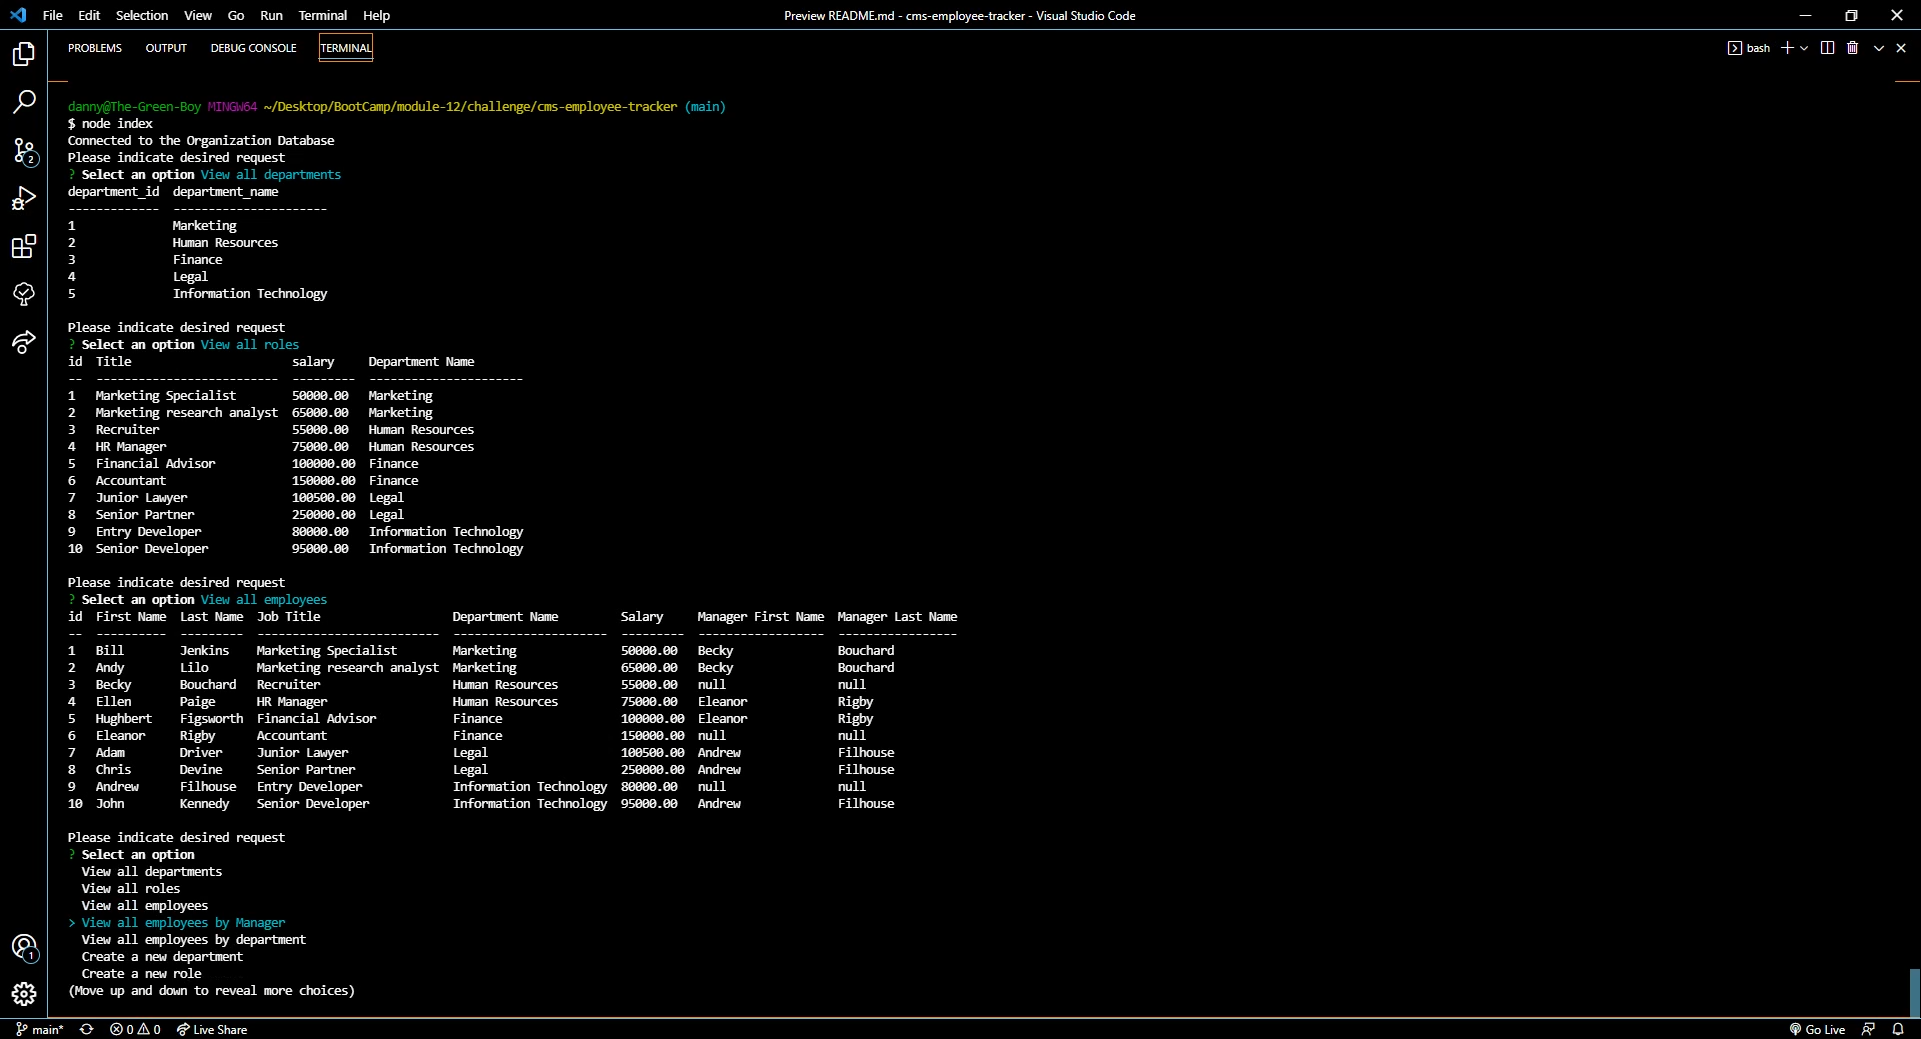 File Edit Selection View Go Run Terminal Help
Preview README.md - cms-employee-tracker - Visual Studio Code
PROBLEMS OUTPUT DEBUG CONSOLE TERMINAL
bash
danny@The-Green-Boy MINGW64 ~/Desktop/BootCamp/module-12/challenge/cms-employee-tracker (main)
$ node index
Connected to the Organization Database
Please indicate desired request
? Select an option View all departments
department_id  department_name
-------------  ----------------------
1              Marketing
2              Human Resources
3              Finance
4              Legal
5              Information Technology
Please indicate desired request
? Select an option View all roles
id  Title                       salary     Department Name
--  --------------------------  ---------  ----------------------
1   Marketing Specialist        50000.00   Marketing
2   Marketing research analyst  65000.00   Marketing
3   Recruiter                   55000.00   Human Resources
4   HR Manager                  75000.00   Human Resources
5   Financial Advisor           100000.00  Finance
6   Accountant                  150000.00  Finance
7   Junior Lawyer               100500.00  Legal
8   Senior Partner              250000.00  Legal
9   Entry Developer             80000.00   Information Technology
10  Senior Developer            95000.00   Information Technology
Please indicate desired request
? Select an option View all employees
id  First Name  Last Name  Job Title                   Department Name         Salary     Manager First Name  Manager Last Name
--  ----------  ---------  --------------------------  ----------------------  ---------  ------------------  -----------------
1   Bill        Jenkins    Marketing Specialist        Marketing               50000.00   Becky               Bouchard
2   Andy        Lilo       Marketing research analyst  Marketing               65000.00   Becky               Bouchard
3   Becky       Bouchard   Recruiter                   Human Resources         55000.00   null                null
4   Ellen       Paige      HR Manager                  Human Resources         75000.00   Eleanor             Rigby
5   Hughbert    Figsworth  Financial Advisor           Finance                 100000.00  Eleanor             Rigby
6   Eleanor     Rigby      Accountant                  Finance                 150000.00  null                null
7   Adam        Driver     Junior Lawyer               Legal                   100500.00  Andrew              Filhouse
8   Chris       Devine     Senior Partner              Legal                   250000.00  Andrew              Filhouse
9   Andrew      Filhouse   Entry Developer             Information Technology  80000.00   null                null
10  John        Kennedy    Senior Developer            Information Technology  95000.00   Andrew              Filhouse
Please indicate desired request
? Select an option
View all departments
View all roles
View all employees
> View all employees by Manager
View all employees by department
Create a new department
Create a new role
(Move up and down to reveal more choices)
2
1
main* 0 0 Live Share Go Live